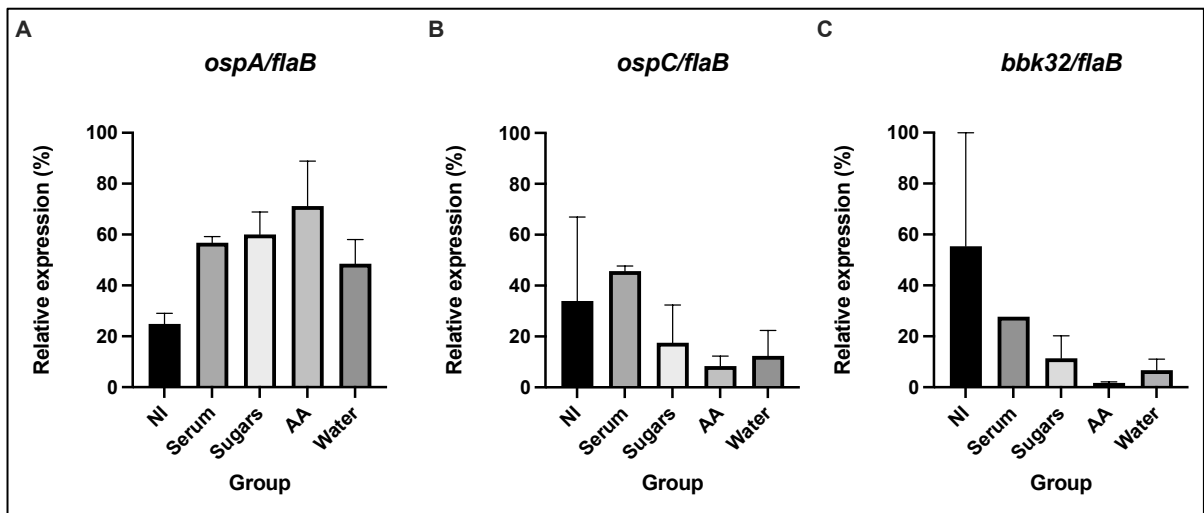 A
ospA/flaB
Relative expression (%)
100
80
60
40
20
0
NI
Serum
Sugars
AA
Water
Group
B
ospC/flaB
Relative expression (%)
100
80
60
40
20
0
NI
Serum
Sugars
AA
Water
Group
C
bbk32/flaB
Relative expression (%)
100
80
60
40
20
0
NI
Serum
Sugars
AA
Water
Group